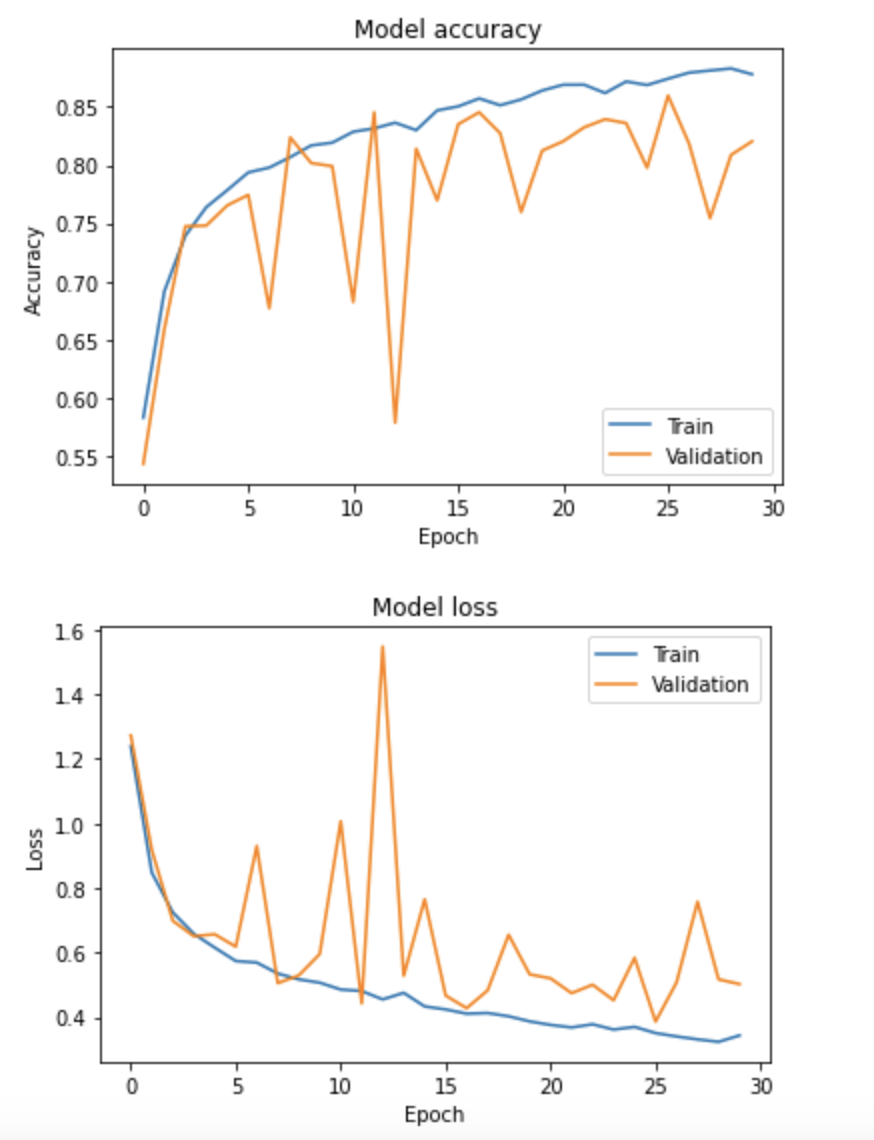 Model accuracy
0.85
0.80
0.75
0.70
0.65
0.60
0.55
Accuracy
Train
Validation
0 5 10 15 20 25 30
Epoch
Model loss
1.6
1.4
1.2
1.0
0.8
0.6
0.4
Loss
Train
Validation
0 5 10 15 20 25 30
Epoch